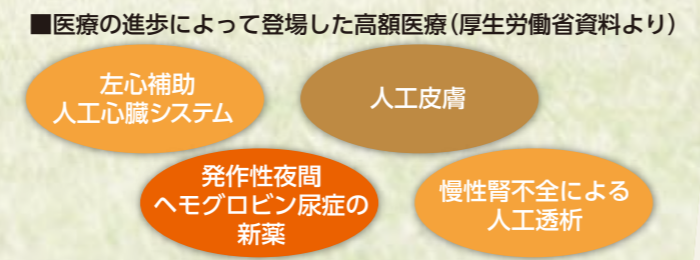 ■医療の進歩によって登場した高額医療（厚生労働省資料より）
左心補助
人工心臓システム
人工皮膚
発作性夜間
ヘモグロビン尿症の
新薬
慢性腎不全による
人工透析